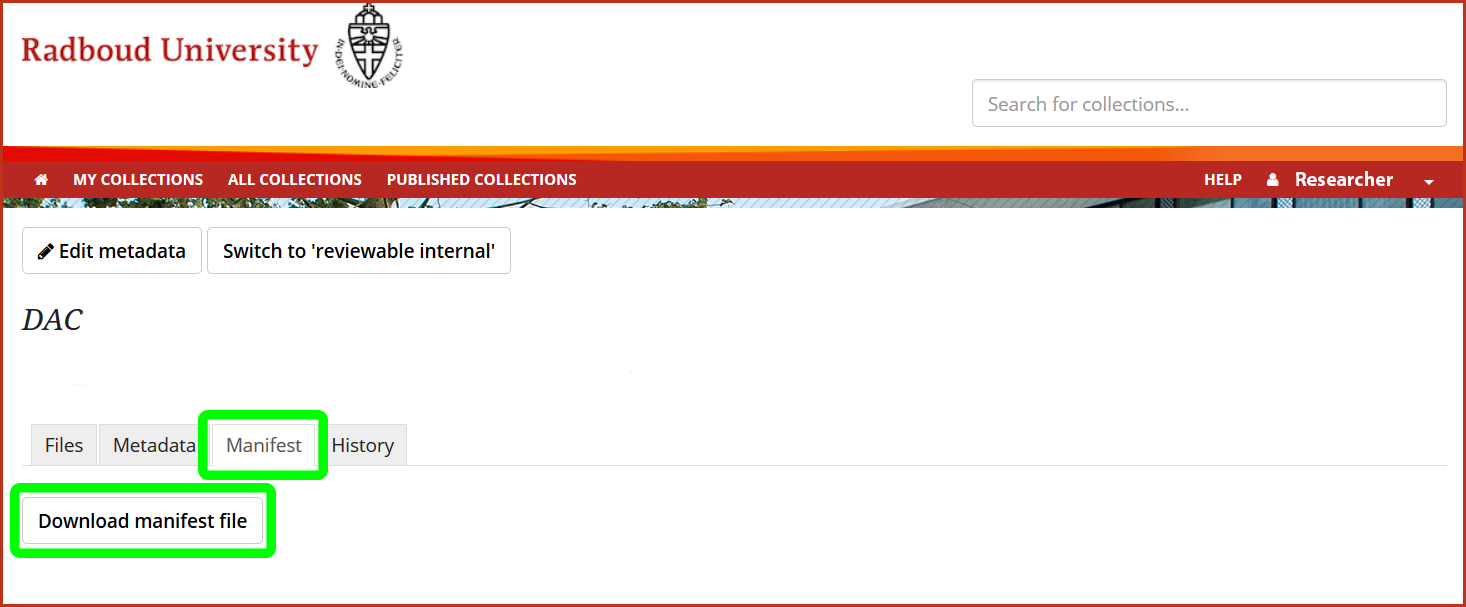 Radboud University
IN·DEI·NOMINE·FELICITER
Search for collections...
MY COLLECTIONS ALL COLLECTIONS PUBLISHED COLLECTIONS HELP Researcher
Edit metadata Switch to 'reviewable internal'
DAC
Files Metadata Manifest History
Download manifest file